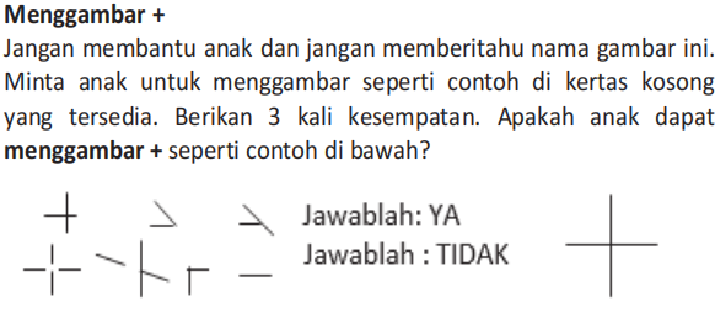 Menggambar +
Jangan membantu anak dan jangan memberitahu nama gambar ini.
Minta anak untuk menggambar seperti contoh di kertas kosong
yang tersedia. Berikan 3 kali kesempatan. Apakah anak dapat
menggambar + seperti contoh di bawah?
Jawablah: YA
Jawablah : TIDAK